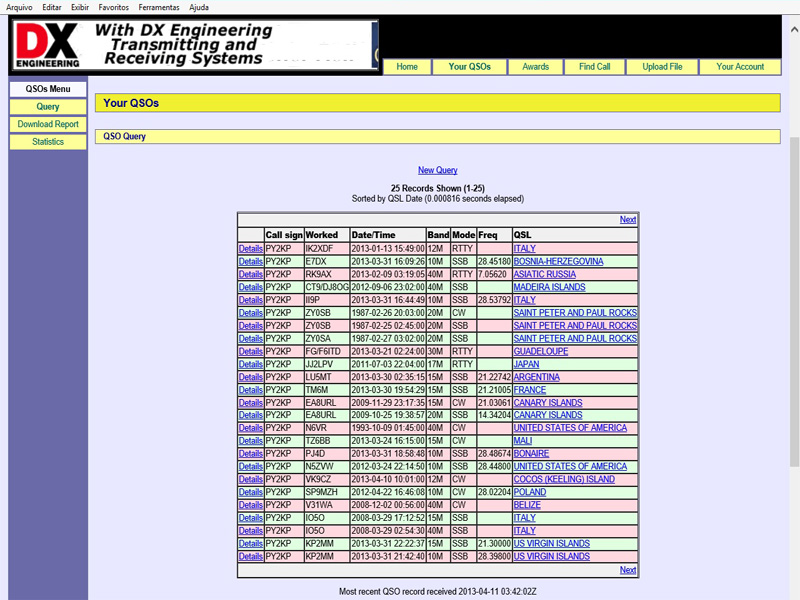 Arquivo Editar Exibir Favoritos Ferramentas Ajuda
DX ENGINEERING
With DX Engineering
Transmitting and
Receiving Systems
Home Your QSOs Awards Find Call Upload File Your Account
QSOs Menu
Query
Download Report
Statistics
Your QSOs
QSO Query
New Query
25 Records Shown (1-25)
Sorted by QSL Date (0.000816 seconds elapsed)
Next
Call sign Worked Date/Time Band Mode Freq QSL
Details PY2KP IK2XDF 2013-01-13 15:49:00 12M RTTY ITALY
Details PY2KP E7DX 2013-03-31 16:09:26 10M SSB 28.45180 BOSNIA-HERZEGOVINA
Details PY2KP RK9AX 2013-02-09 03:19:05 40M RTTY 7.05620 ASIATIC RUSSIA
Details PY2KP CT9/DJ8OG 2012-09-06 23:02:00 40M SSB MADEIRA ISLANDS
Details PY2KP II9P 2013-03-31 16:44:49 10M SSB 28.53792 ITALY
Details PY2KP ZY0SB 1987-02-26 20:03:00 20M CW SAINT PETER AND PAUL ROCKS
Details PY2KP ZY0SB 1987-02-25 02:45:00 20M SSB SAINT PETER AND PAUL ROCKS
Details PY2KP ZY0SA 1987-02-27 03:02:00 20M SSB SAINT PETER AND PAUL ROCKS
Details PY2KP FG/F6ITD 2013-03-21 02:24:00 30M RTTY GUADELOUPE
Details PY2KP JJ2LPV 2011-07-03 22:04:00 17M RTTY JAPAN
Details PY2KP LU5MT 2013-03-30 02:35:15 15M SSB 21.22742 ARGENTINA
Details PY2KP TM6M 2013-03-30 19:54:29 15M SSB 21.21005 FRANCE
Details PY2KP EA8URL 2009-11-29 23:17:35 15M CW 21.03061 CANARY ISLANDS
Details PY2KP EA8URL 2009-10-25 19:38:57 20M SSB 14.34204 CANARY ISLANDS
Details PY2KP N6VR 1993-10-09 01:45:00 40M CW UNITED STATES OF AMERICA
Details PY2KP TZ6BB 2013-03-24 16:15:00 15M CW MALI
Details PY2KP PJ4D 2013-03-31 18:58:48 10M SSB 28.48674 BONAIRE
Details PY2KP N5ZVW 2012-03-24 22:14:50 10M SSB 28.44800 UNITED STATES OF AMERICA
Details PY2KP VK9CZ 2013-04-10 10:01:00 12M CW COCOS (KEELING) ISLAND
Details PY2KP SP9MZH 2012-04-22 16:46:08 10M CW 28.02204 POLAND
Details PY2KP V31WA 2008-12-02 00:56:00 40M CW BELIZE
Details PY2KP IO5O 2008-03-29 17:12:52 15M SSB ITALY
Details PY2KP IO5O 2008-03-29 02:54:30 40M SSB ITALY
Details PY2KP KP2MM 2013-03-31 22:22:37 15M SSB 21.30000 US VIRGIN ISLANDS
Details PY2KP KP2MM 2013-03-31 21:42:40 10M SSB 28.39800 US VIRGIN ISLANDS
Next
Most recent QSO record received 2013-04-11 03:42:02Z